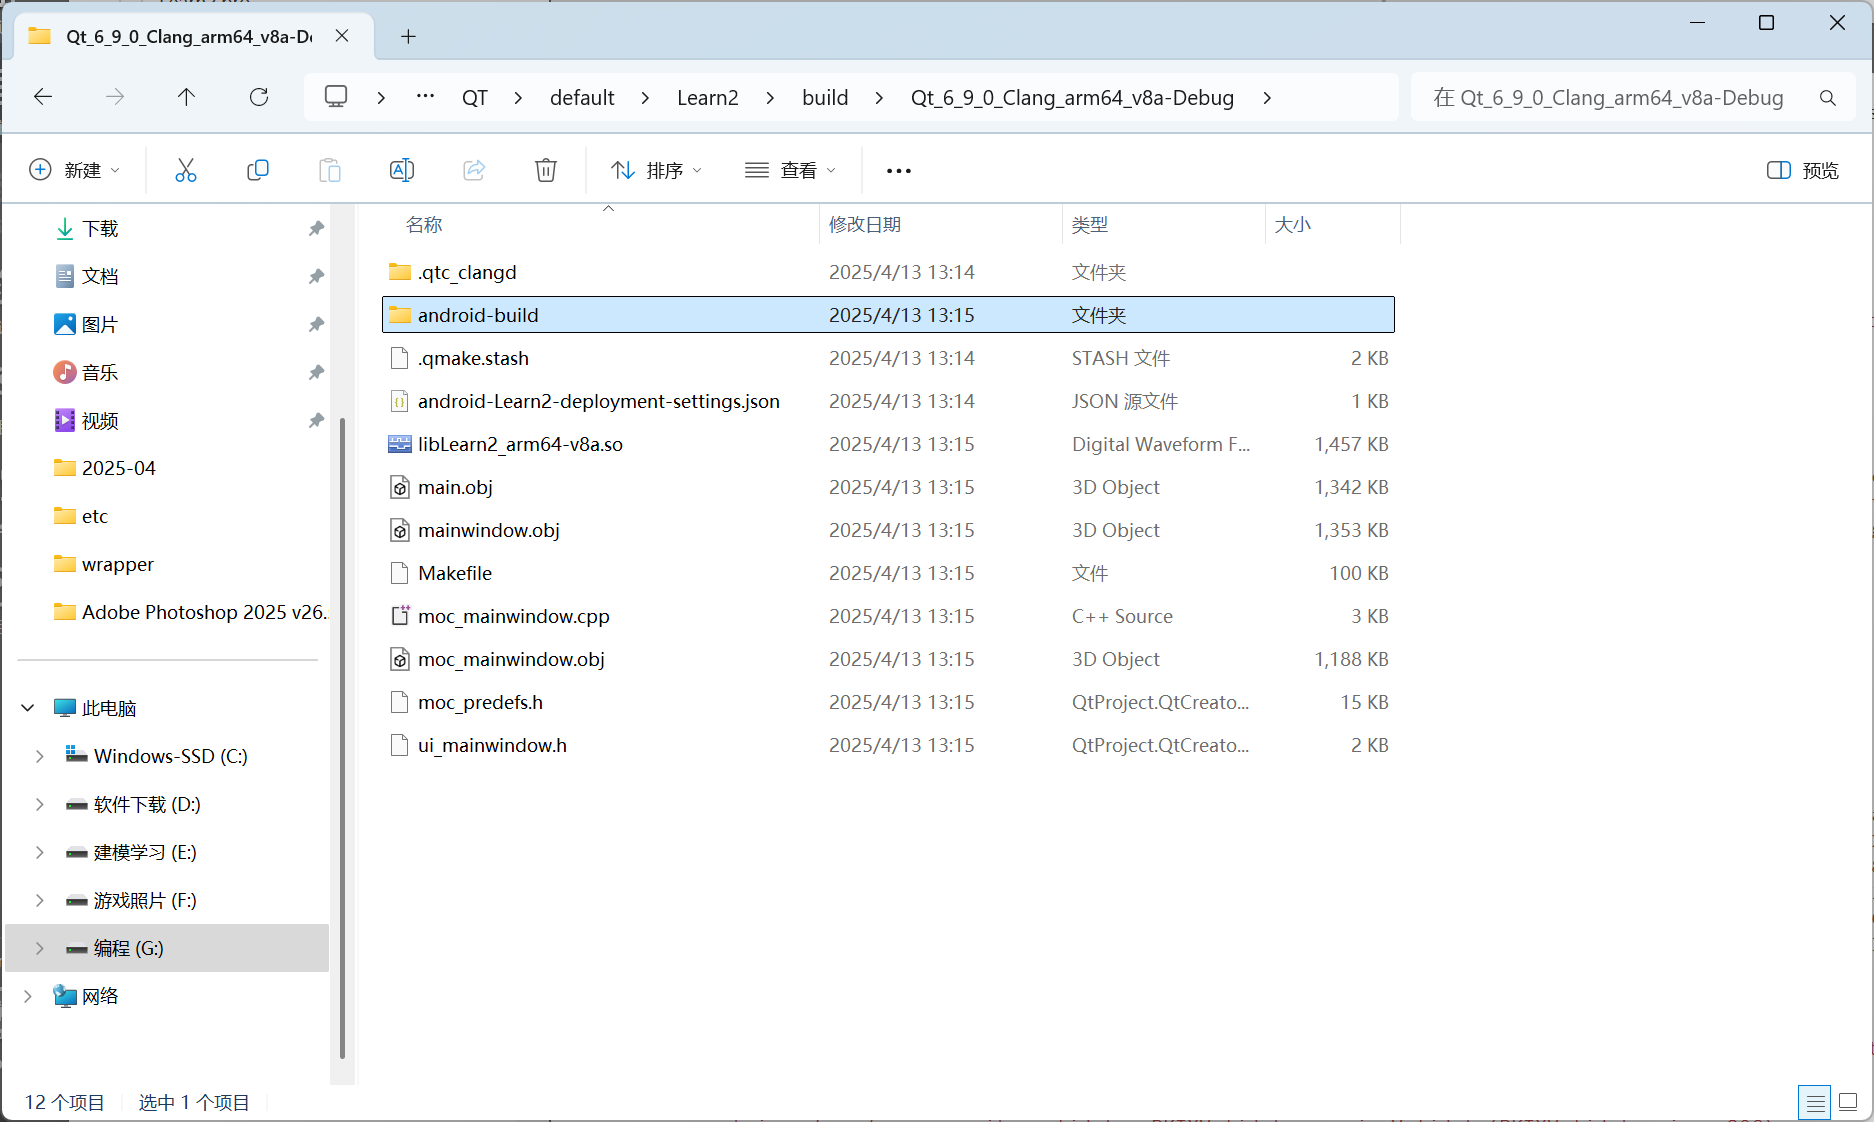 Qt_6_9_0_Clang_arm64_v8a-De
… QT default Learn2 build Qt_6_9_0_Clang_arm64_v8a-Debug
在 Qt_6_9_0_Clang_arm64_v8a-Debug
新建 排序 查看 … 预览
下载
文档
图片
音乐
视频
2025-04
etc
wrapper
Adobe Photoshop 2025 v26.
此电脑
Windows-SSD (C:)
软件下载 (D:)
建模学习 (E:)
游戏照片 (F:)
编程 (G:)
网络
名称 修改日期 类型 大小
.qtc_clangd 2025/4/13 13:14 文件夹
android-build 2025/4/13 13:15 文件夹
.qmake.stash 2025/4/13 13:14 STASH 文件 2 KB
android-Learn2-deployment-settings.json 2025/4/13 13:14 JSON 源文件 1 KB
libLearn2_arm64-v8a.so 2025/4/13 13:15 Digital Waveform F... 1,457 KB
main.obj 2025/4/13 13:15 3D Object 1,342 KB
mainwindow.obj 2025/4/13 13:15 3D Object 1,353 KB
Makefile 2025/4/13 13:15 文件 100 KB
moc_mainwindow.cpp 2025/4/13 13:15 C++ Source 3 KB
moc_mainwindow.obj 2025/4/13 13:15 3D Object 1,188 KB
moc_predefs.h 2025/4/13 13:15 QtProject.QtCreato... 15 KB
ui_mainwindow.h 2025/4/13 13:15 QtProject.QtCreato... 2 KB
12 个项目 选中 1 个项目